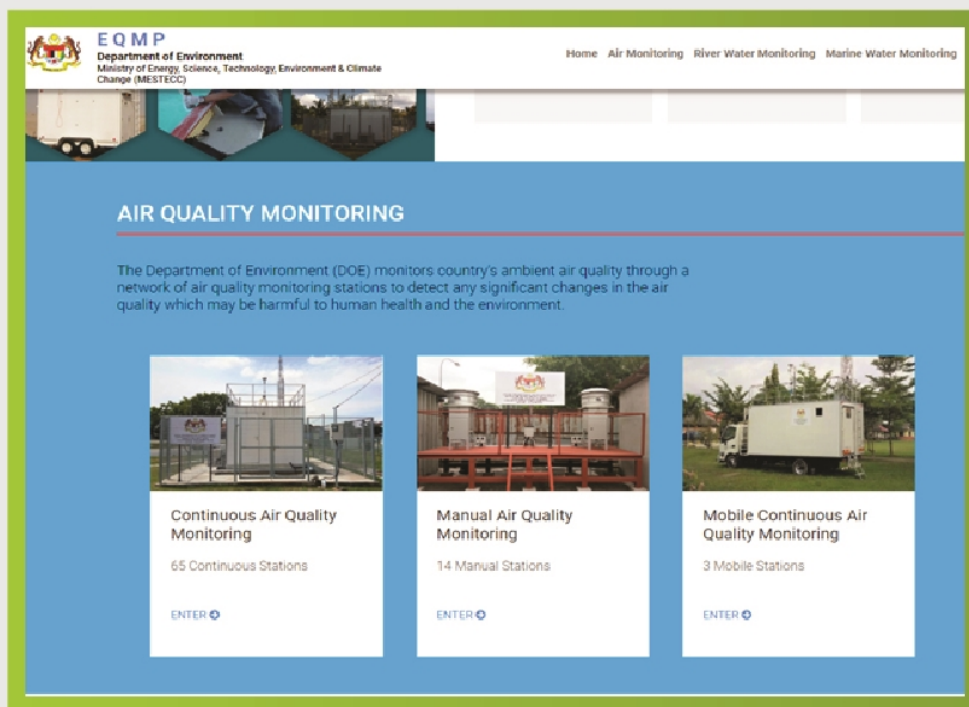 EQMP
Department of Environment
Ministry of Energy, Science, Technology, Environment & Climate
Change (MESTECC)
Home Air Monitoring River Water Monitoring Marine Water Monitoring
AIR QUALITY MONITORING
The Department of Environment (DOE) monitors country's ambient air quality through a
network of air quality monitoring stations to detect any significant changes in the air
quality which may be harmful to human health and the environment.
Continuous Air Quality
Monitoring
65 Continuous Stations
ENTER
Manual Air Quality
Monitoring
14 Manual Stations
ENTER
Mobile Continuous Air
Quality Monitoring
3 Mobile Stations
ENTER